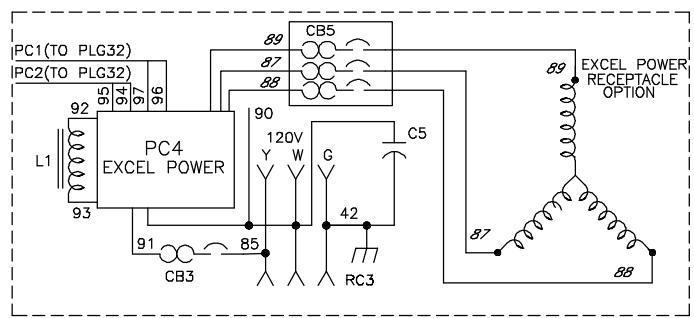 89
CB5
PC1(TO PLG32)
87
EXCEL POWER
RECEPTACLE
OPTION
89
PC2(TO PLG32)
88
95
94
97
96
92
90
PC4
EXCEL POWER
120V
C5
L1
Y
W
G
93
42
91
85
87
CB3
RC3
88